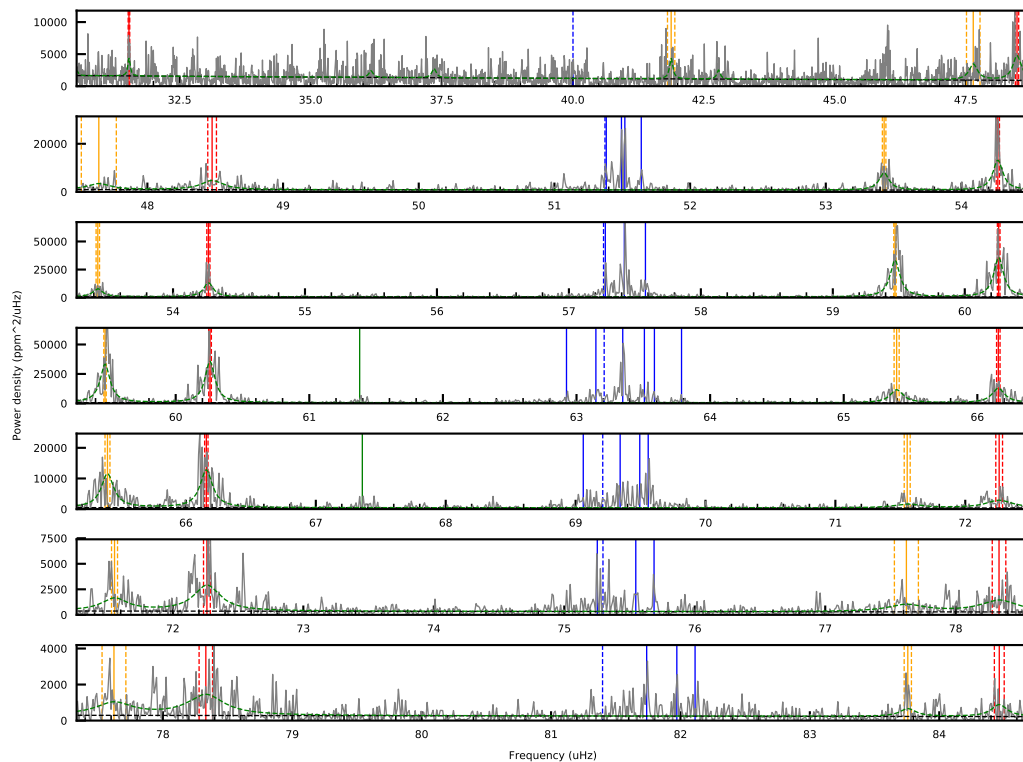 10000
5000
0
32.5 35.0 37.5 40.0 42.5 45.0 47.5
20000
0
48 49 50 51 52 53 54
50000
25000
0
54 55 56 57 58 59 60
Power density (ppm^2/uHz)
50000
25000
0
60 61 62 63 64 65 66
20000
10000
0
66 67 68 69 70 71 72
7500
5000
2500
0
72 73 74 75 76 77 78
4000
2000
0
78 79 80 81 82 83 84
Frequency (uHz)